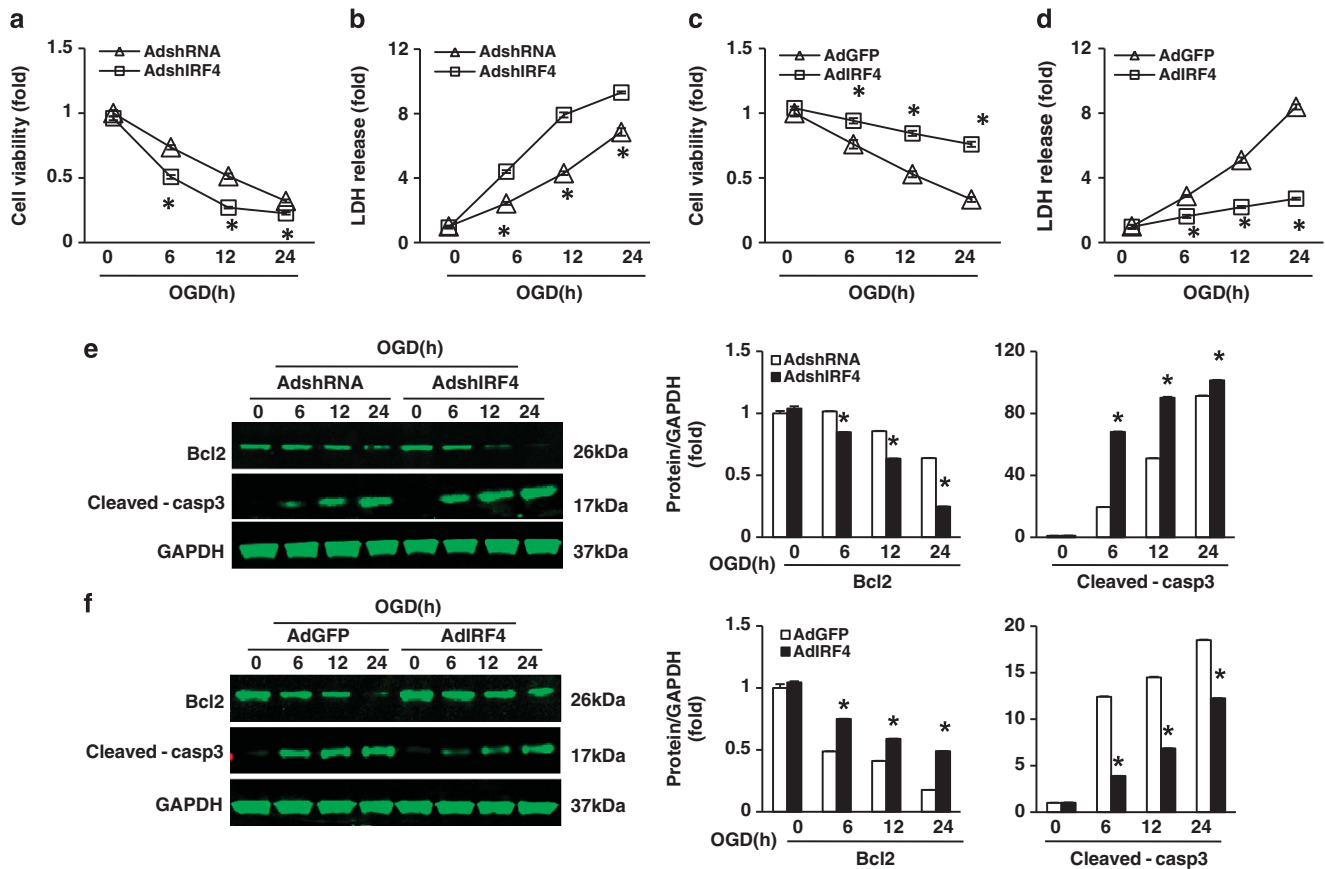 a
1.5
1
0.5
0
Cell viability (fold)
AdshRNA
AdshIRF4
*
*
*
0 6 12 24
OGD(h)
b
12
8
4
0
LDH release (fold)
AdshRNA
AdshIRF4
*
*
*
0 6 12 24
OGD(h)
c
1.5
1
0.5
0
Cell viability (fold)
AdGFP
AdIRF4
*
*
*
0 6 12 24
OGD(h)
d
12
8
4
0
LDH release (fold)
AdGFP
AdIRF4
*
*
*
0 6 12 24
OGD(h)
e
OGD(h)
AdshRNA AdshIRF4
0 6 12 24 0 6 12 24
Bcl2 26kDa
Cleaved - casp3 17kDa
GAPDH 37kDa
1.5
1
0.5
0
Protein/GAPDH
(fold)
AdshRNA
AdshIRF4
*
*
*
OGD(h) 0 6 12 24
Bcl2
120
80
40
0
*
*
*
0 6 12 24
Cleaved - casp3
f
OGD(h)
AdGFP AdIRF4
0 6 12 24 0 6 12 24
Bcl2 26kDa
Cleaved - casp3 17kDa
GAPDH 37kDa
1.5
1
0.5
0
Protein/GAPDH
(fold)
AdGFP
AdIRF4
*
*
*
OGD(h) 0 6 12 24
Bcl2
20
15
10
5
0
*
*
*
0 6 12 24
Cleaved - casp3